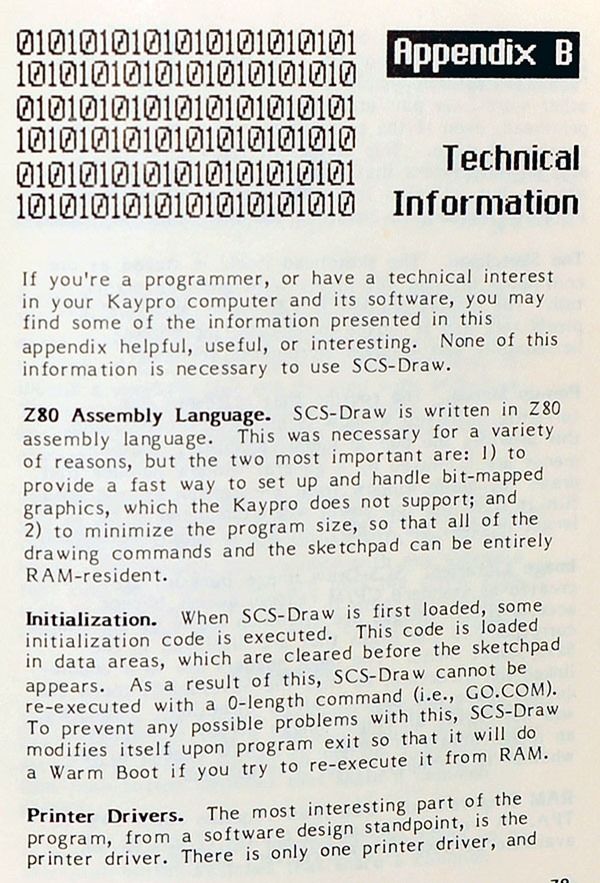 01010101010101010101010101
10101010101010101010101010
01010101010101010101010101
10101010101010101010101010
01010101010101010101010101
10101010101010101010101010
Appendix B
Technical
Information
If you're a programmer, or have a technical interest
in your Kaypro computer and its software, you may
find some of the information presented in this
appendix helpful, useful, or interesting. None of this
information is necessary to use SCS-Draw.
Z80 Assembly Language. SCS-Draw is written in Z80
assembly language. This was necessary for a variety
of reasons, but the two most important are: 1) to
provide a fast way to set up and handle bit-mapped
graphics, which the Kaypro does not support; and
2) to minimize the program size, so that all of the
drawing commands and the sketchpad can be entirely
RAM-resident.
Initialization. When SCS-Draw is first loaded, some
initialization code is executed. This code is loaded
in data areas, which are cleared before the sketchpad
appears. As a result of this, SCS-Draw cannot be
re-executed with a 0-length command (i.e., GO.COM).
To prevent any possible problems with this, SCS-Draw
modifies itself upon program exit so that it will do
a Warm Boot if you try to re-execute it from RAM.
Printer Drivers. The most interesting part of the
program, from a software design standpoint, is the
printer driver. There is only one printer driver, and